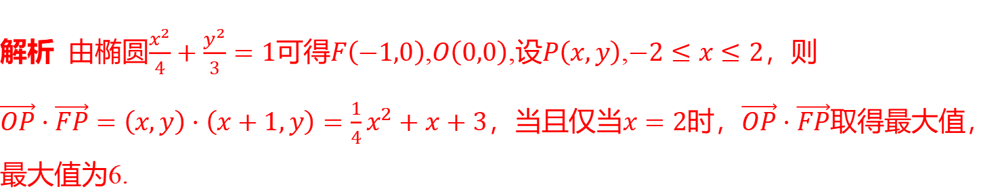 解析 由椭圆$\frac{x^2}{4}+\frac{y^2}{3}=1$可得$F(-1,0)$,$O(0,0)$,设$P(x,y)$,$-2\leq x\leq 2$，则
$\overrightarrow{OP}\cdot\overrightarrow{FP}=(x,y)\cdot(x+1,y)=\frac{1}{4}x^2+x+3$，当且仅当$x=2$时，$\overrightarrow{OP}\cdot\overrightarrow{FP}$取得最大值，
最大值为6.